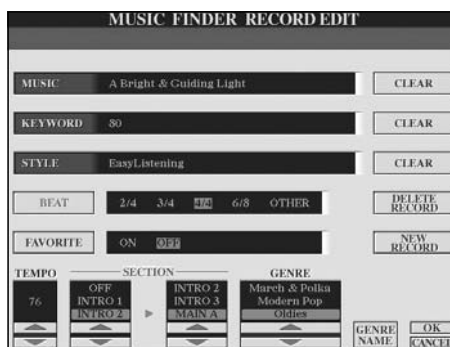 MUSIC FINDER RECORD EDIT
MUSIC A Bright & Guiding Light CLEAR
KEYWORD 80 CLEAR
STYLE EasyListening CLEAR
BEAT 2/4 3/4 4/4 6/8 OTHER DELETE RECORD
FAVORITE ON OFF NEW RECORD
TEMPO SECTION GENRE
OFF INTRO 2 March & Polka
76 INTRO 1 INTRO 3 Modern Pop
INTRO 2 MAIN A Oldies
GENRE NAME OK
CANCEL